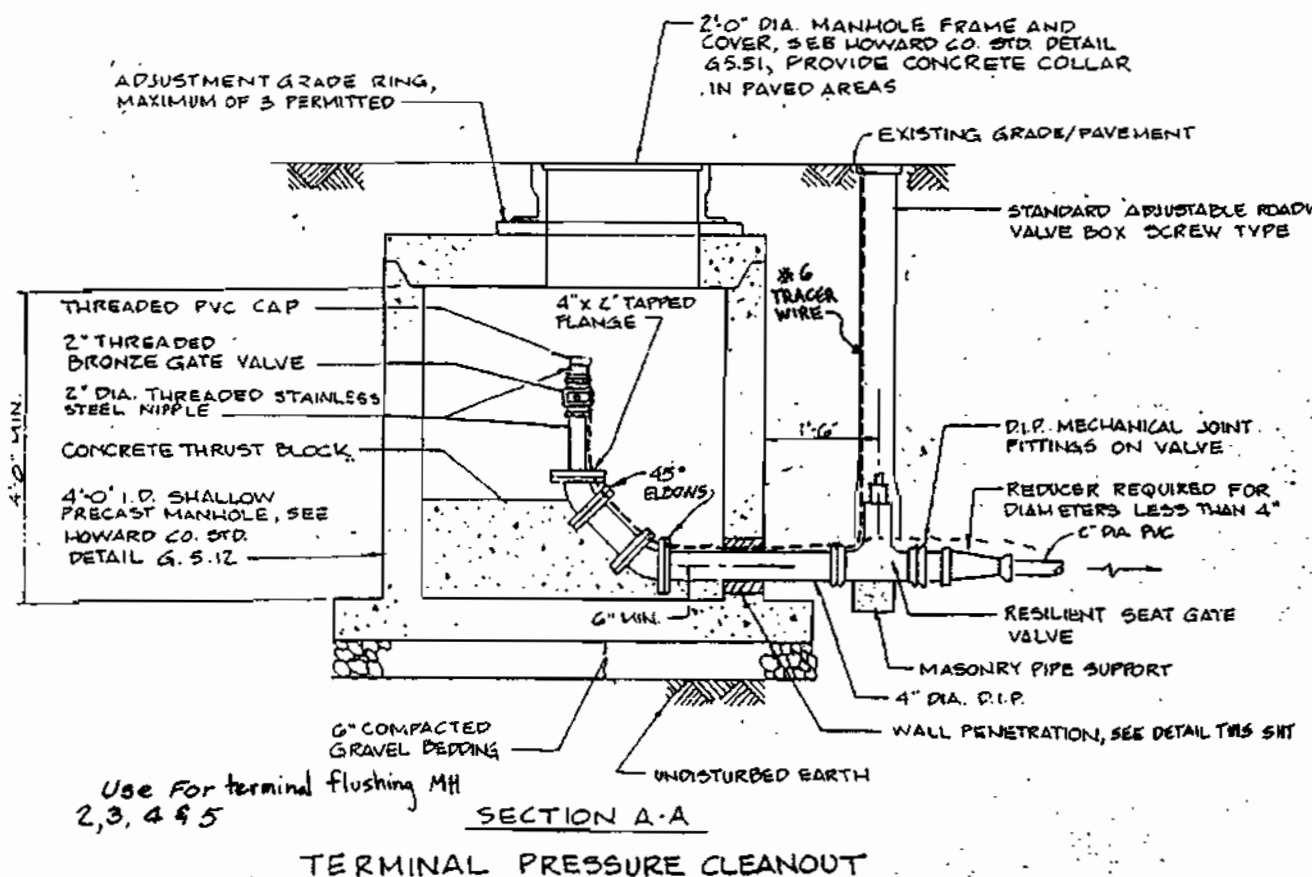 2'-0" DIA. MANHOLE FRAME AND
COVER, SEE HOWARD CO. STD. DETAIL
G5.51, PROVIDE CONCRETE COLLAR
IN PAVED AREAS
ADJUSTMENT GRADE RING,
MAXIMUM OF 3 PERMITTED
EXISTING GRADE/PAVEMENT
STANDARD ADJUSTABLE ROADW
VALVE BOX SCREW TYPE
#6
TRACER
WIRE
THREADED PVC CAP
4" x 2" TAPPED
FLANGE
2" THREADED
BRONZE GATE VALVE
2" DIA. THREADED STAINLESS
STEEL NIPPLE
4'-0" MIN.
1'-6"
CONCRETE THRUST BLOCK
45°
ELBOWS
D.I.P. MECHANICAL JOINT
FITTINGS ON VALVE
4'-0" I.D. SHALLOW
PRECAST MANHOLE, SEE
HOWARD CO. STD.
DETAIL G.5.12
REDUCER REQUIRED FOR
DIAMETERS LESS THAN 4"
DIA. PVC
6" MIN.
RESILIENT SEAT GATE
VALVE
MASONRY PIPE SUPPORT
4" DIA. D.I.P.
WALL PENETRATION, SEE DETAIL THIS SHT
6" COMPACTED
GRAVEL BEDDING
UNDISTURBED EARTH
Use For terminal flushing MH
2,3, 4 & 5
SECTION A-A
TERMINAL PRESSURE CLEANOUT